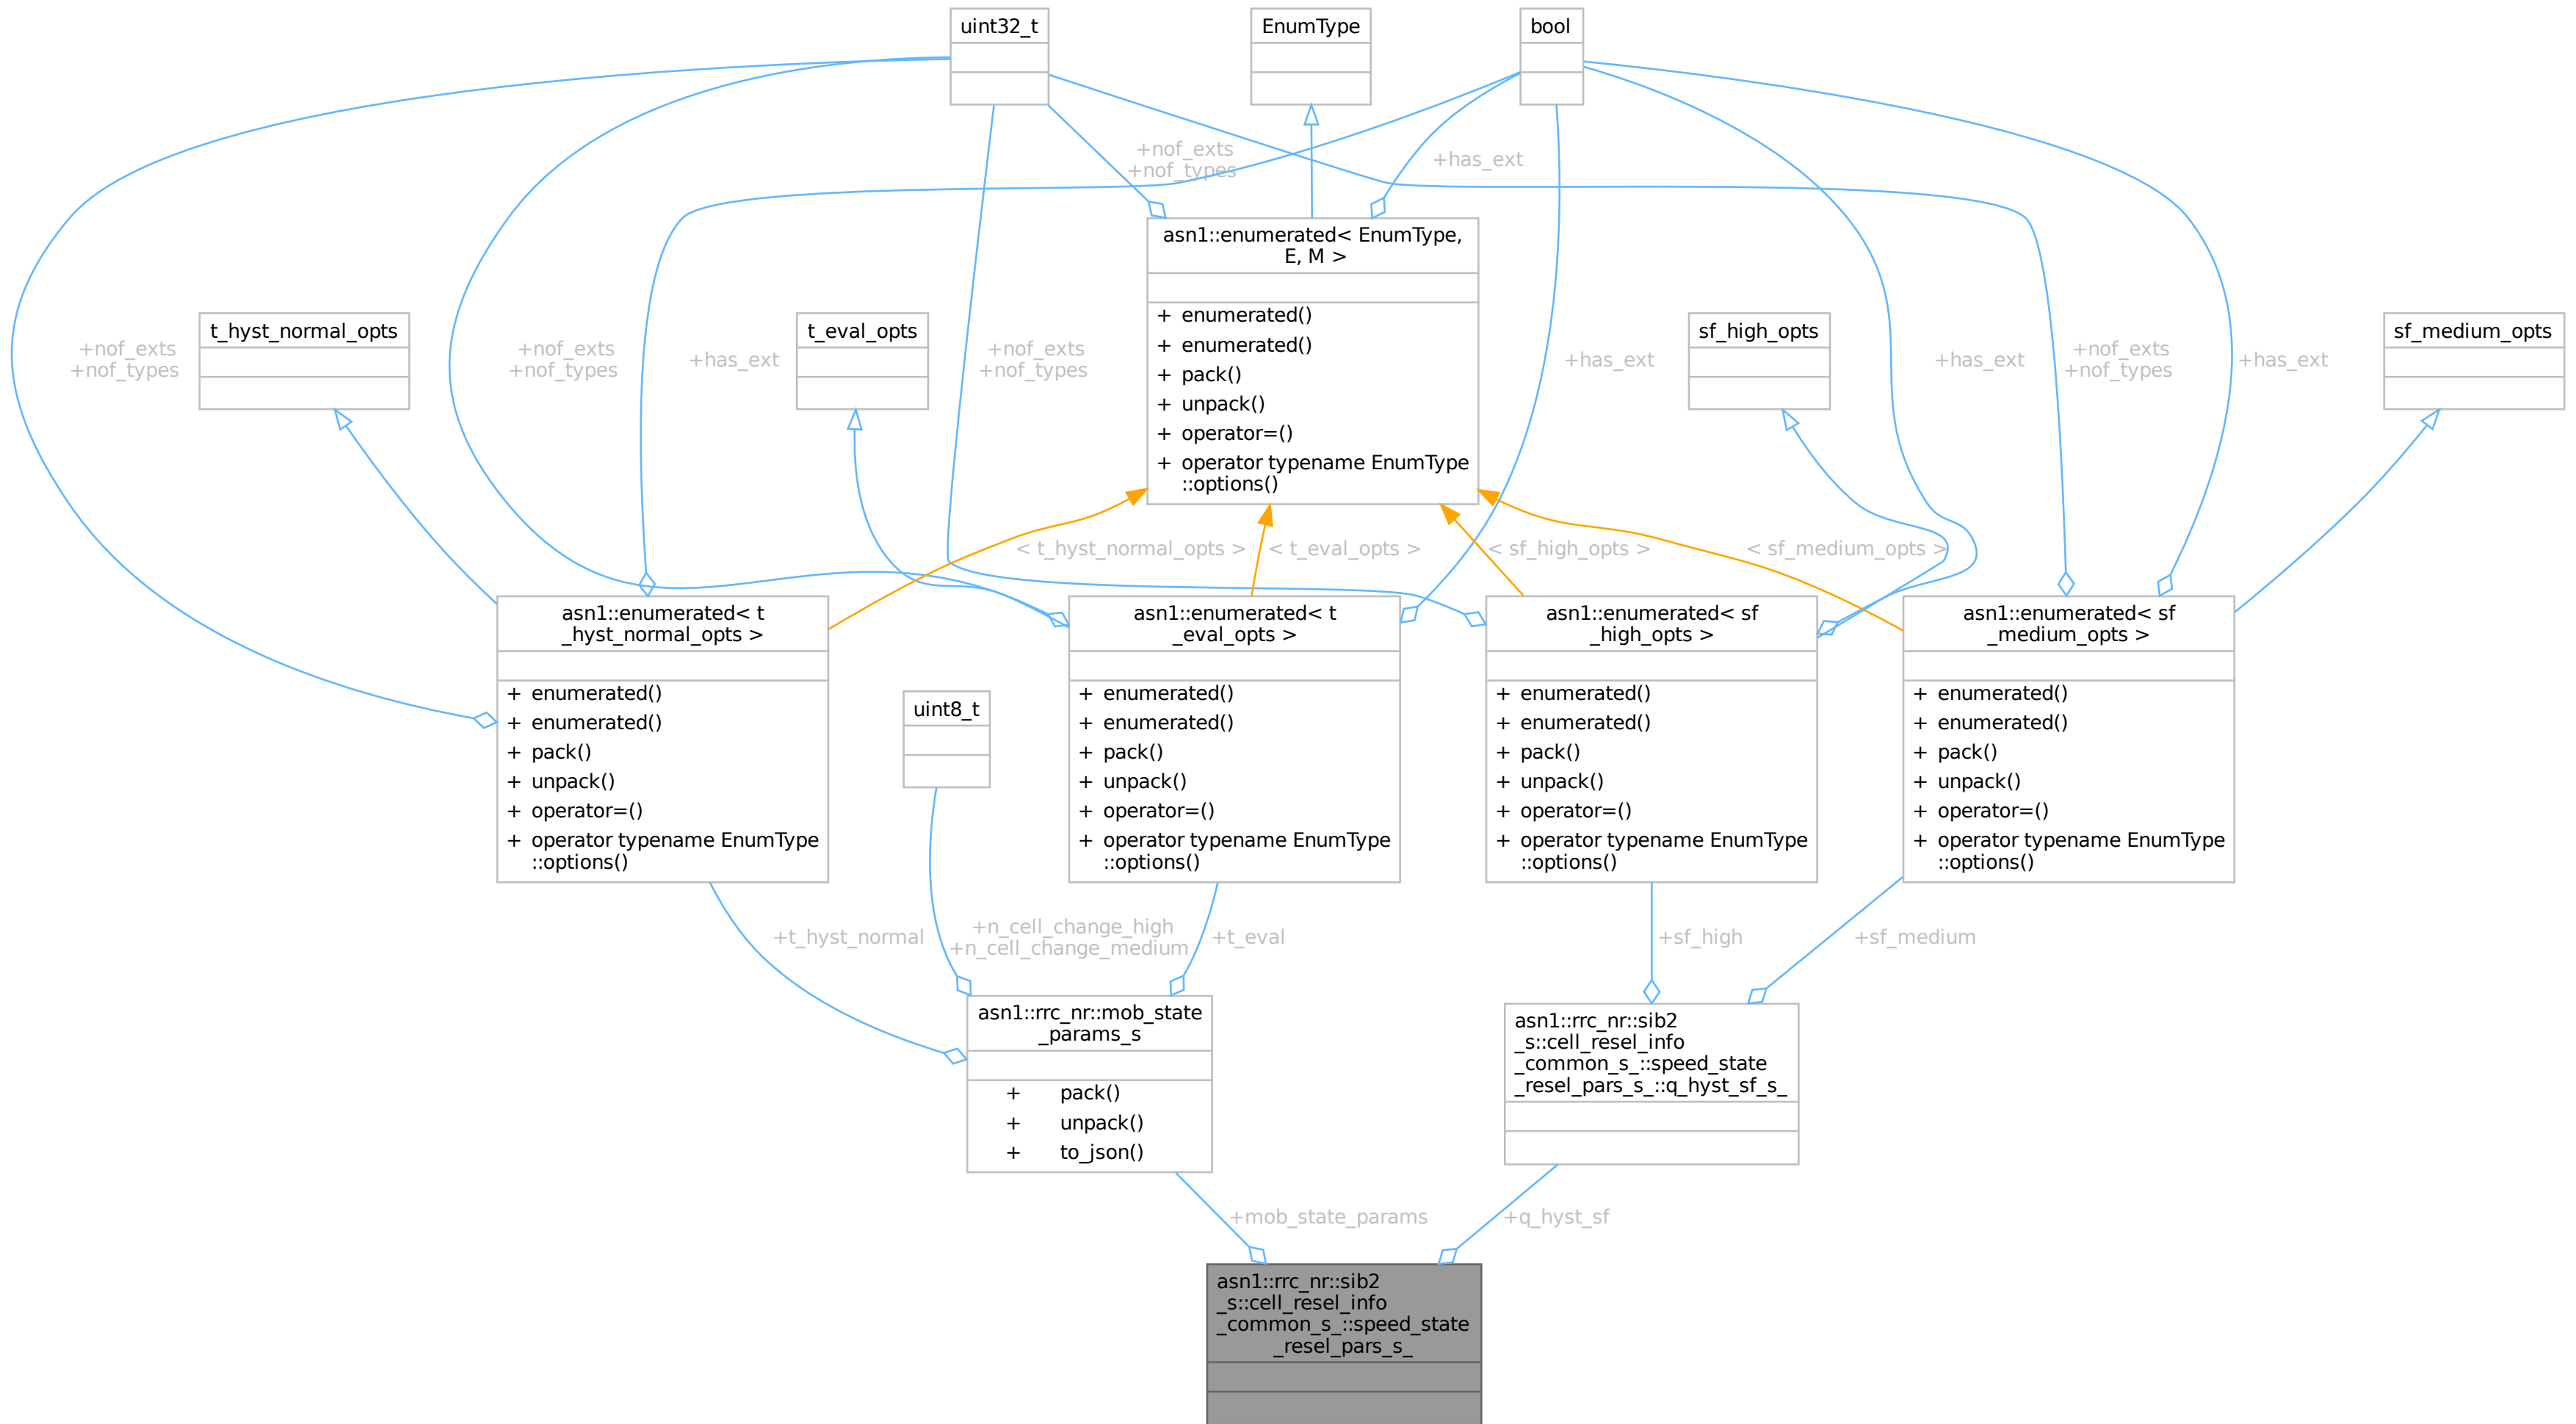 uint32_t
EnumType
bool
+nof_exts
+nof_types
+has_ext
asn1::enumerated< EnumType,
E, M >
+ enumerated()
+ enumerated()
+ pack()
+ unpack()
+ operator=()
+ operator typename EnumType
::options()
+nof_exts
+nof_types
t_hyst_normal_opts
+nof_exts
+nof_types
+has_ext
t_eval_opts
+nof_exts
+nof_types
+has_ext
sf_high_opts
+has_ext
+nof_exts
+nof_types
+has_ext
sf_medium_opts
< t_hyst_normal_opts >
< t_eval_opts >
< sf_high_opts >
< sf_medium_opts >
asn1::enumerated< t
_hyst_normal_opts >
+ enumerated()
+ enumerated()
+ pack()
+ unpack()
+ operator=()
+ operator typename EnumType
::options()
uint8_t
asn1::enumerated< t
_eval_opts >
+ enumerated()
+ enumerated()
+ pack()
+ unpack()
+ operator=()
+ operator typename EnumType
::options()
asn1::enumerated< sf
_high_opts >
+ enumerated()
+ enumerated()
+ pack()
+ unpack()
+ operator=()
+ operator typename EnumType
::options()
asn1::enumerated< sf
_medium_opts >
+ enumerated()
+ enumerated()
+ pack()
+ unpack()
+ operator=()
+ operator typename EnumType
::options()
+t_hyst_normal
+n_cell_change_high
+n_cell_change_medium
+t_eval
+sf_high
+sf_medium
asn1::rrc_nr::mob_state
_params_s
+ pack()
+ unpack()
+ to_json()
asn1::rrc_nr::sib2
_s::cell_resel_info
_common_s_::speed_state
_resel_pars_s_::q_hyst_sf_s_
+mob_state_params
+q_hyst_sf
asn1::rrc_nr::sib2
_s::cell_resel_info
_common_s_::speed_state
_resel_pars_s_